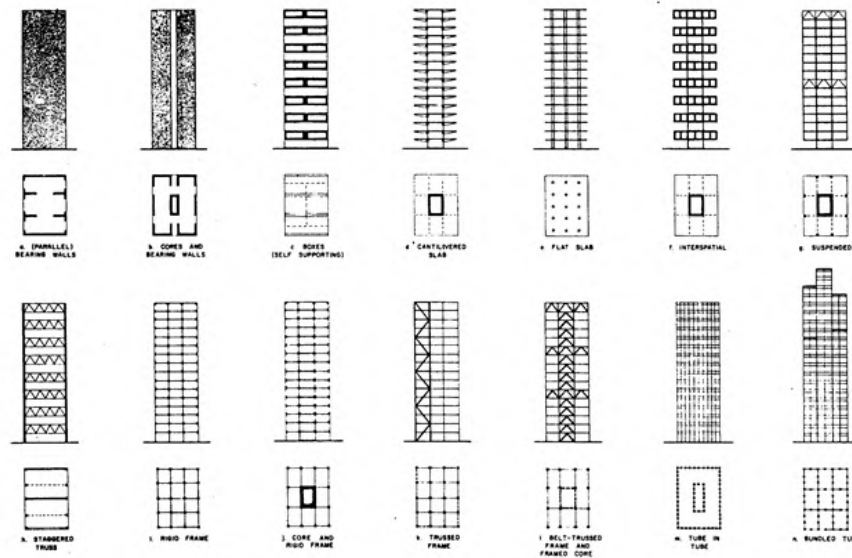 a. (PARALLEL)
BEARING WALLS
b. CORES AND
BEARING WALLS
c. BOXES
(SELF SUPPORTING)
d. CANTILIVERED
SLAB
e. FLAT SLAB
f. INTERSPATIAL
g. SUSPENDED
h. STAGGERED
TRUSS
i. RIGID FRAME
j. CORE AND
RIGID FRAME
k. TRUSSED
FRAME
l. BELT-TRUSSED
FRAME AND
FRAMED CORE
m. TUBE IN
TUBE
n. BUNDLED TU